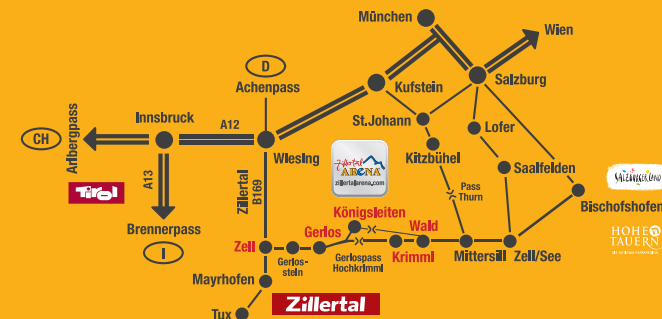 München
Wien
D
Achenpass
Kufstein
Salzburg
Innsbruck
A12
St.Johann
Lofer
CH
Arlbergpass
Wiesing
Kitzbühel
Saalfelden
Zillertal
ARENA
zillertalarena.com
Tirol
A13
Zillertal
B169
Pass
Thurn
SALZBURGER LAND
Bischofshofen
Königsleiten
Brennerpass
I
Zell
Gerlos
Wald
HOHE
TAUERN
Gerlos-
stein
Gerlospass
Hochkrimml
Krimml
Mittersill
Zell/See
Mayrhofen
Zillertal
Tux